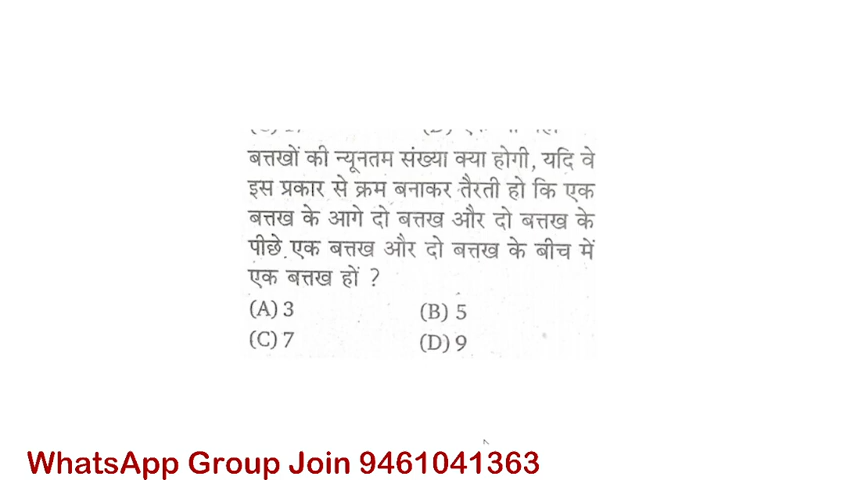 बत्तखों की न्यूनतम संख्या क्या होगी, यदि वे
इस प्रकार से क्रम बनाकर तैरती हो कि एक
बत्तख के आगे दो बत्तख और दो बत्तख के
पीछे एक बत्तख और दो बत्तख के बीच में
एक बत्तख हों ?
(A) 3 (B) 5
(C) 7 (D) 9
WhatsApp Group Join 9461041363